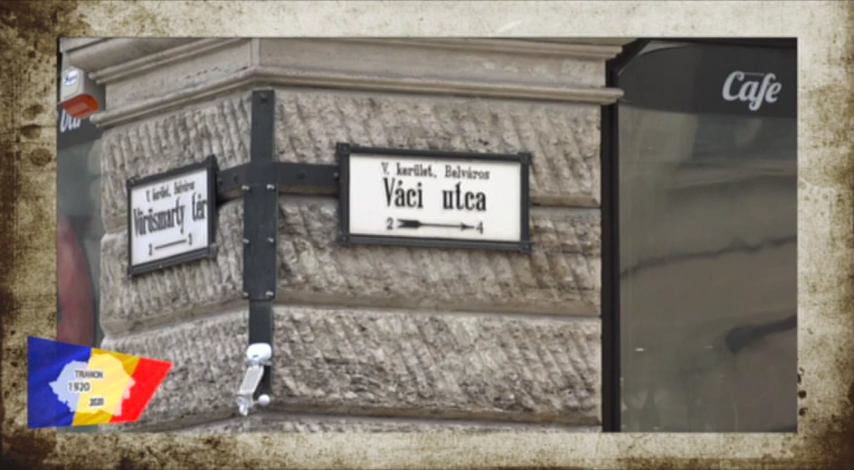 V. kerület, Belváros
Vörösmarty tér
V. kerület, Belváros
Váci utca
2 4
Cafe
TRIANON
1920
2020